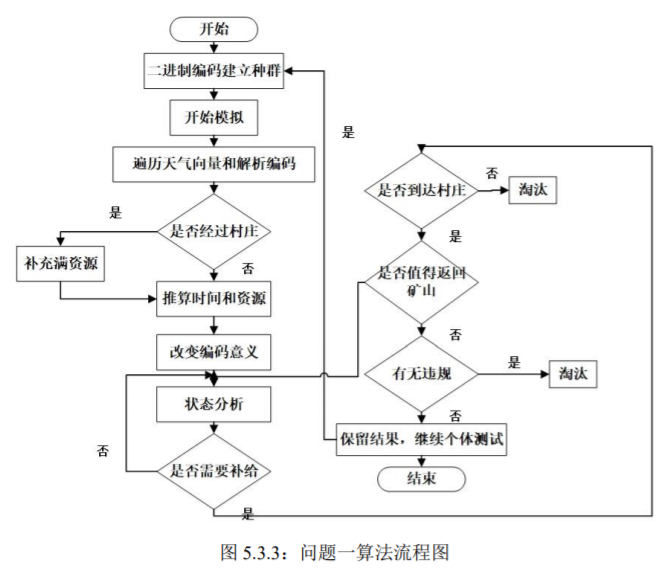 开始
二进制编码建立种群
开始模拟
遍历天气向量和解析编码
是否经过村庄
是
补充满资源
否
推算时间和资源
改变编码意义
状态分析
否
是否需要补给
是
是
是否到达村庄
否
淘汰
是
是否值得返回
矿山
否
有无违规
是
淘汰
否
保留结果，继续个体测试
结束
图 5.3.3：问题一算法流程图